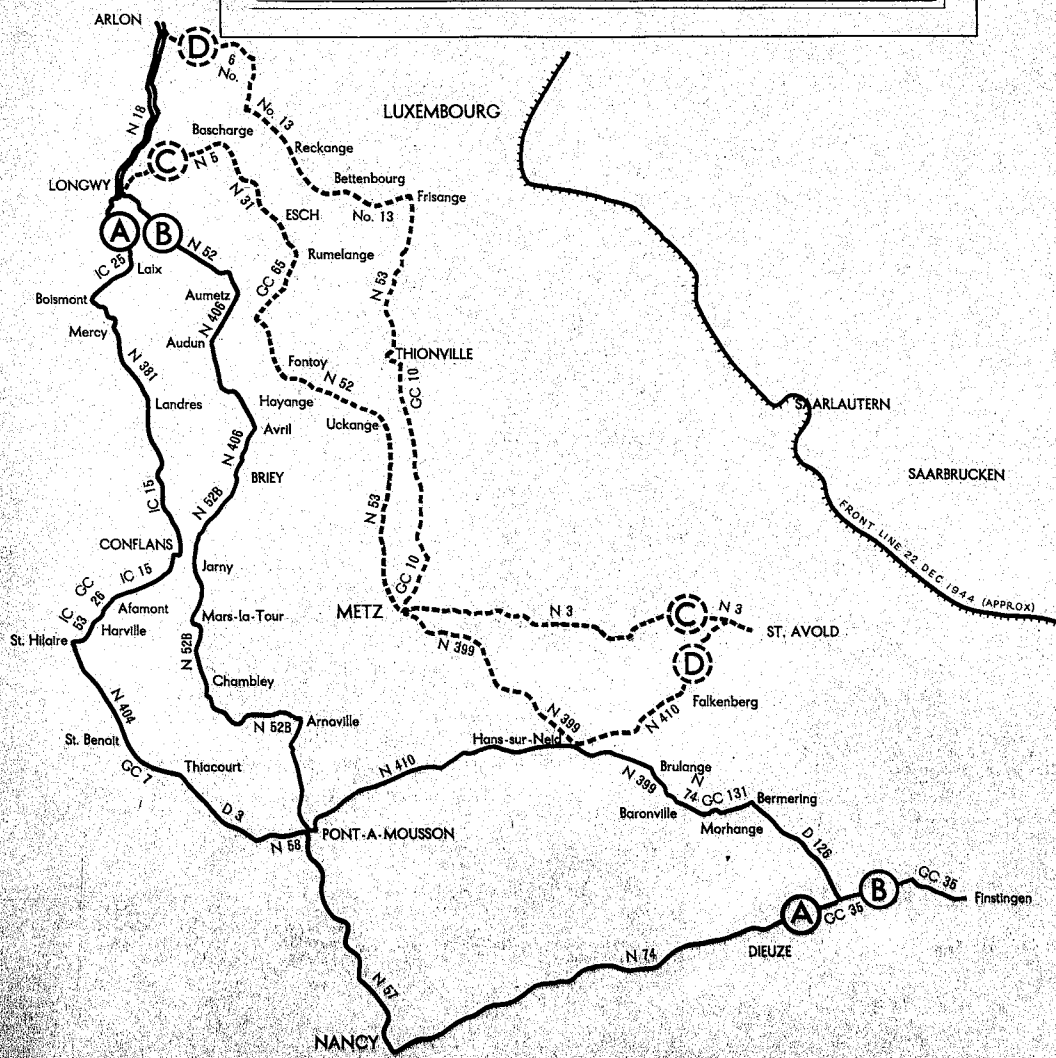 ARLON
D
6
No.
N 18
No. 13
LUXEMBOURG
Bascharge
C
N 5
Reckange
LONGWY
N 31
Bettenbourg
Frisange
No. 13
ESCH
A
B
N 52
IC 25
Laix
GC 65
Rumelange
N 53
Boismont
Aumetz
N 406
Mercy
Audun
THIONVILLE
N 381
Fontoy
N 52
GC 10
Landres
Hayange
Uckange
SAARLAUTERN
Avril
N 406
BRIEY
SAARBRUCKEN
IC 15
N 52B
N 53
FRONT LINE 22 DEC 1944 (APPROX)
CONFLANS
Jarny
GC 10
IC 15
GC
26
IC
53
Afamont
Harville
St. Hilaire
Mars-la-Tour
METZ
N 3
C
N 3
ST. AVOLD
N 399
N 52B
D
Chambley
Falkenberg
N 404
N 52B
Arnaville
N 399
N 410
St. Benait
Hans-sur-Neid
GC 7
Thiacourt
N 410
Brulange
N 399
N
74
GC 131
Bermering
D 3
Baronville
Morhange
N 58
PONT-A-MOUSSON
D 126
B
GC 35
Finstingen
A
GC 35
DIEUZE
N 74
N 57
NANCY